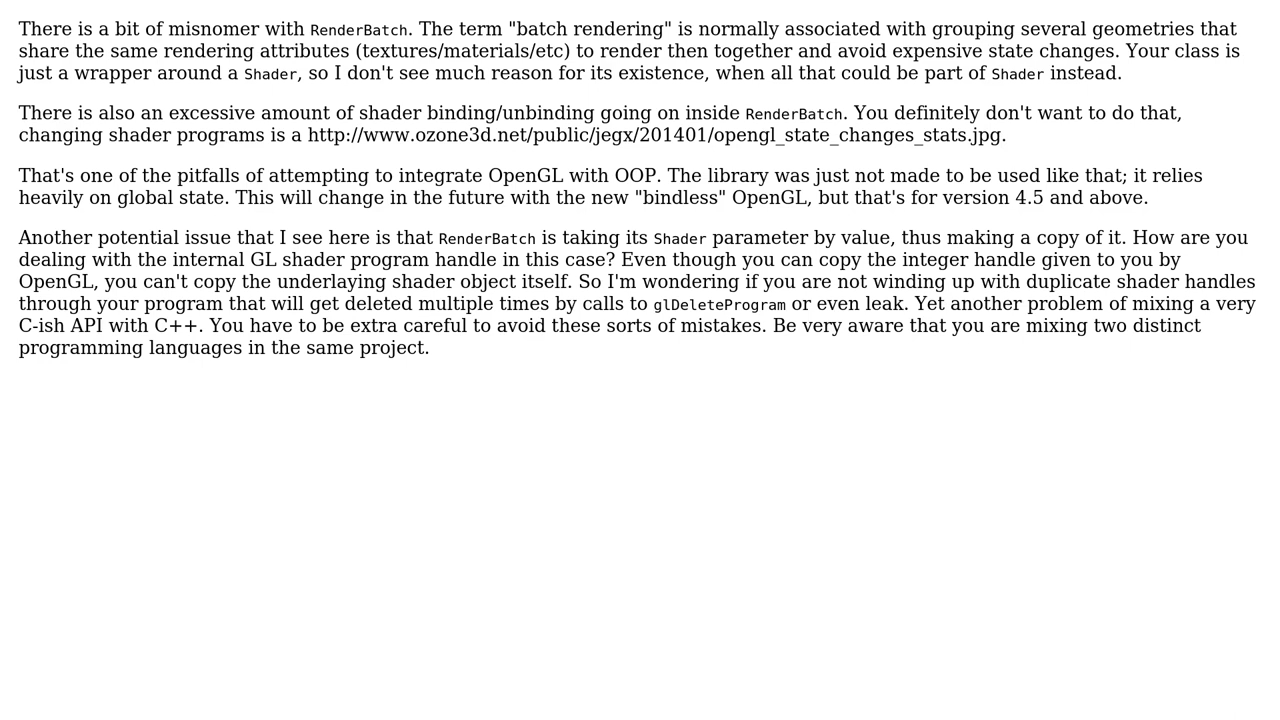 There is a bit of misnomer with RenderBatch. The term "batch rendering" is normally associated with grouping several geometries that
share the same rendering attributes (textures/materials/etc) to render then together and avoid expensive state changes. Your class is
just a wrapper around a Shader, so I don't see much reason for its existence, when all that could be part of Shader instead.
There is also an excessive amount of shader binding/unbinding going on inside RenderBatch. You definitely don't want to do that,
changing shader programs is a http://www.ozone3d.net/public/jegx/201401/opengl_state_changes_stats.jpg.
That's one of the pitfalls of attempting to integrate OpenGL with OOP. The library was just not made to be used like that; it relies
heavily on global state. This will change in the future with the new "bindless" OpenGL, but that's for version 4.5 and above.
Another potential issue that I see here is that RenderBatch is taking its Shader parameter by value, thus making a copy of it. How are you
dealing with the internal GL shader program handle in this case? Even though you can copy the integer handle given to you by
OpenGL, you can't copy the underlaying shader object itself. So I'm wondering if you are not winding up with duplicate shader handles
through your program that will get deleted multiple times by calls to glDeleteProgram or even leak. Yet another problem of mixing a very
C-ish API with C++. You have to be extra careful to avoid these sorts of mistakes. Be very aware that you are mixing two distinct
programming languages in the same project.